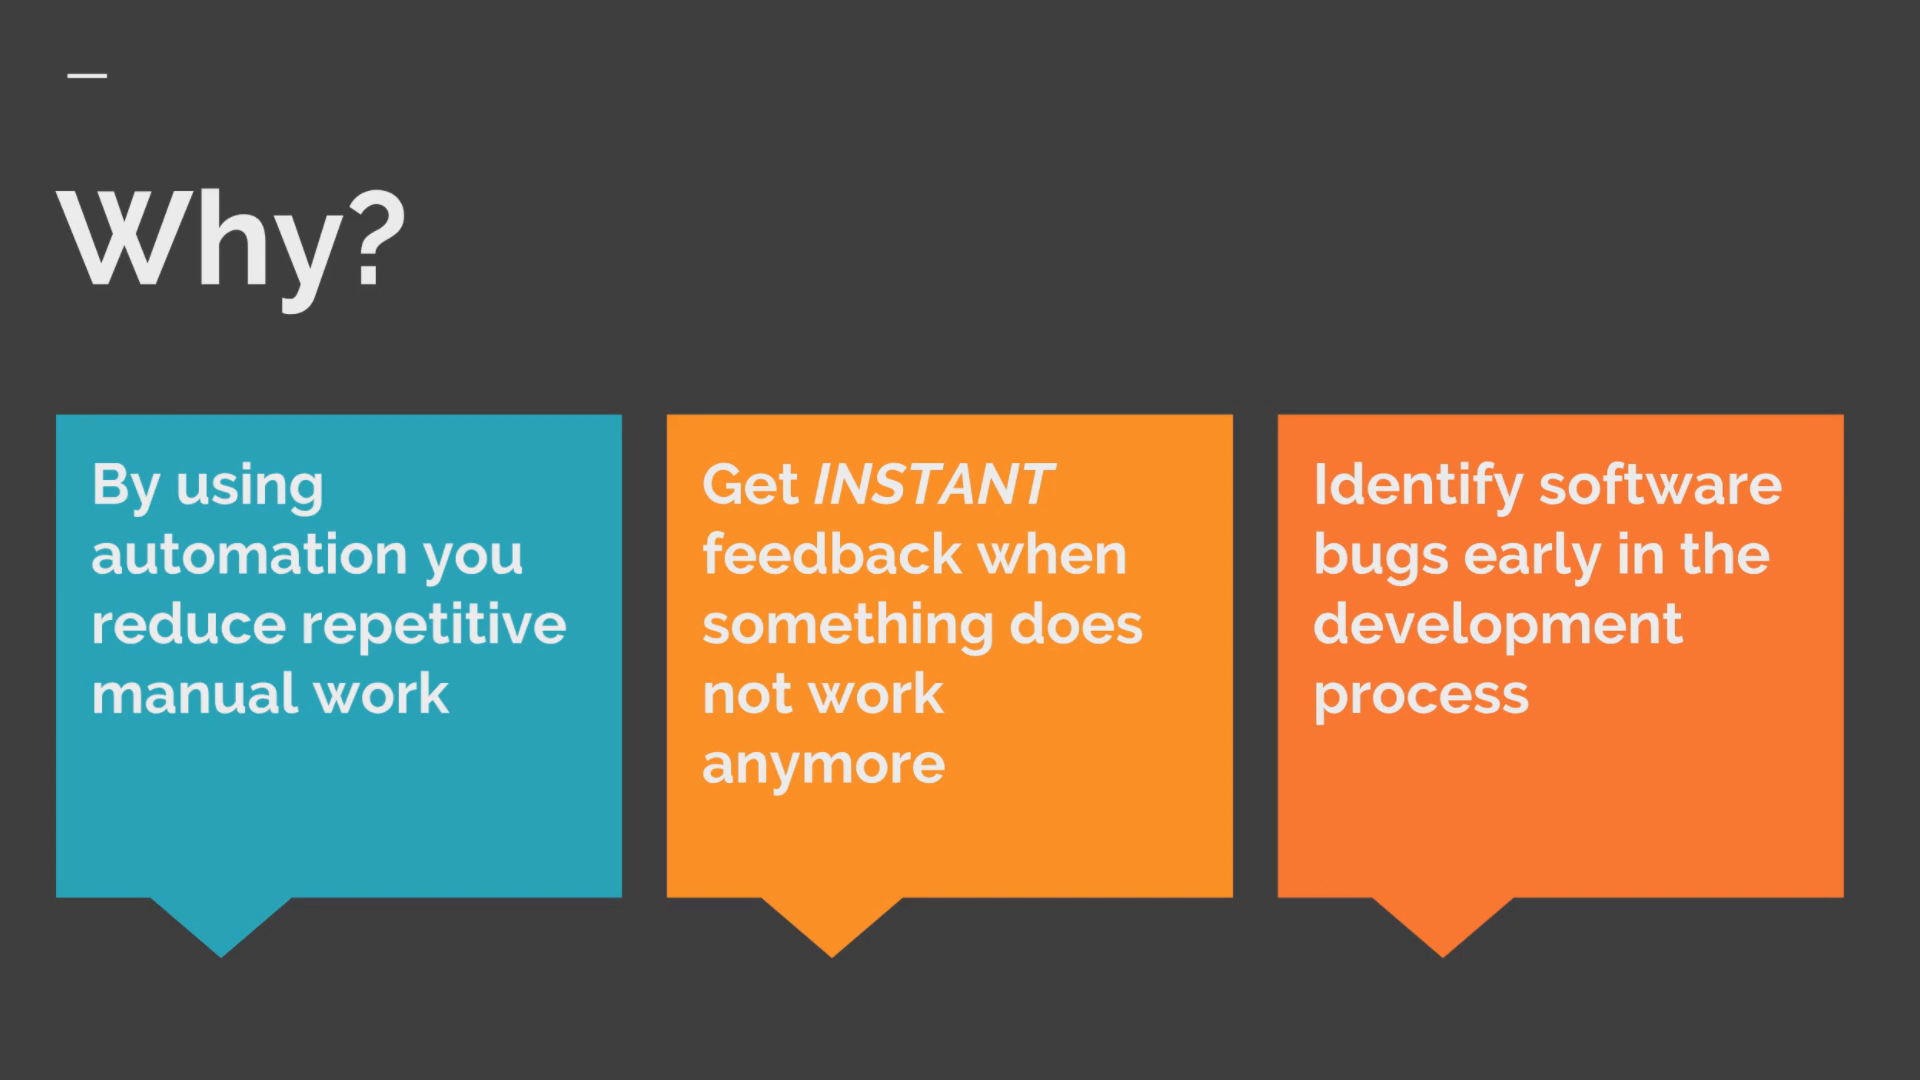 Why?
By using
automation you
reduce repetitive
manual work
Get INSTANT
feedback when
something does
not work
anymore
Identify software
bugs early in the
development
process